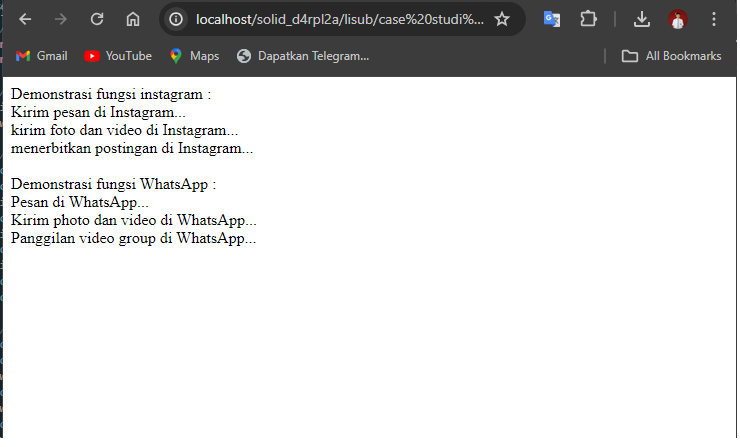 localhost/solid_d4rpl2a/lisub/case%20studi%...
Gmail YouTube Maps Dapatkan Telegram... All Bookmarks
Demonstrasi fungsi instagram :
Kirim pesan di Instagram...
kirim foto dan video di Instagram...
menerbitkan postingan di Instagram...
Demonstrasi fungsi WhatsApp :
Pesan di WhatsApp...
Kirim photo dan video di WhatsApp...
Panggilan video group di WhatsApp...